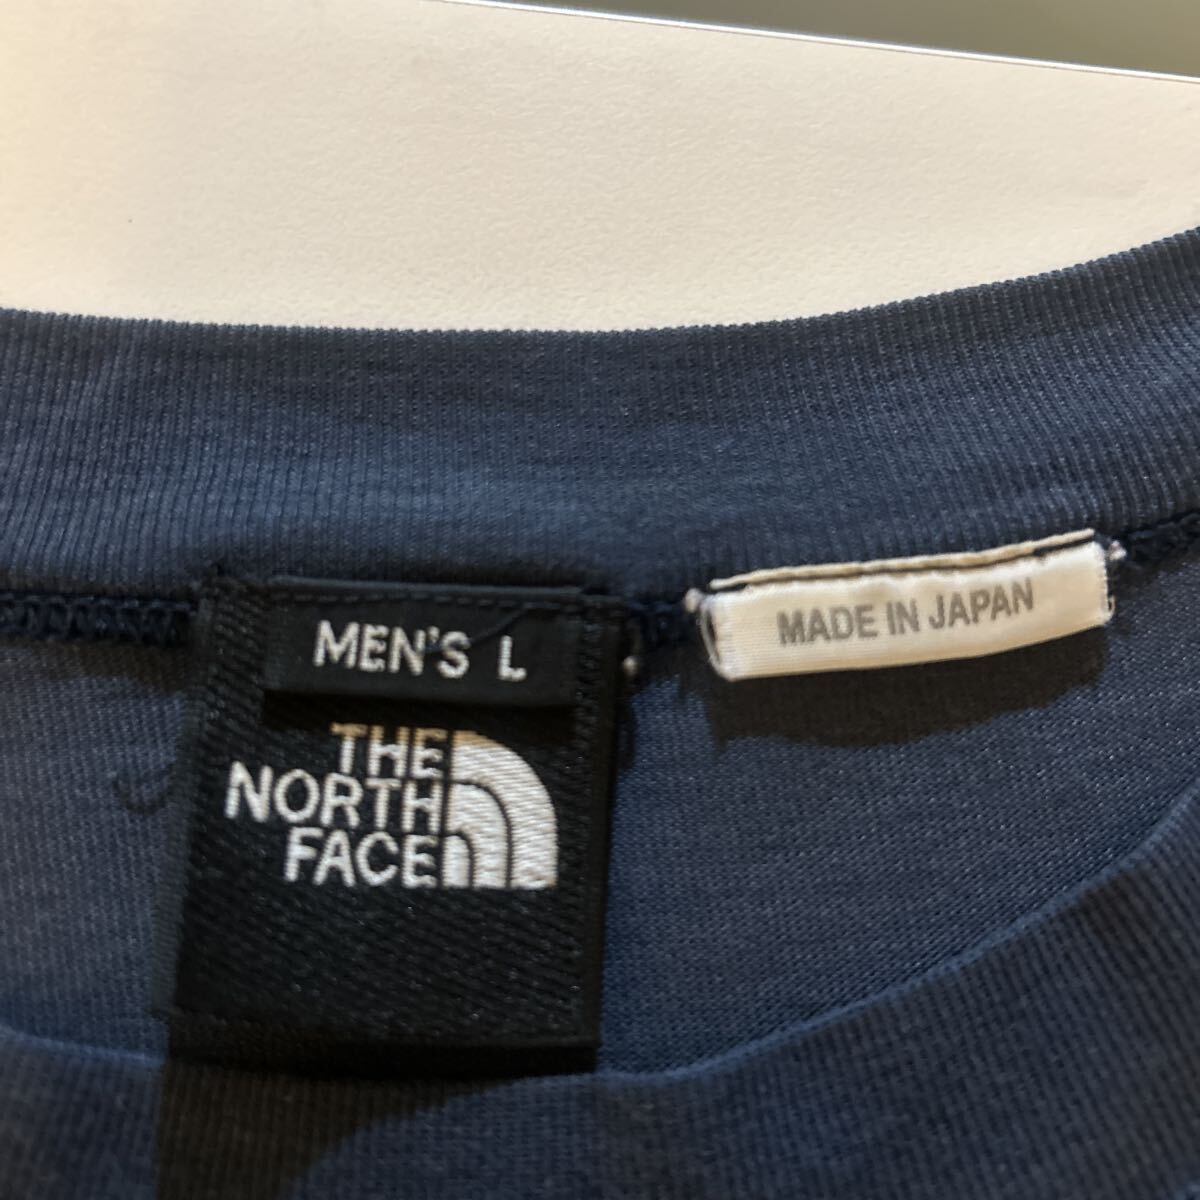 MEN'S L
THE
NORTH
FACE
MADE IN JAPAN